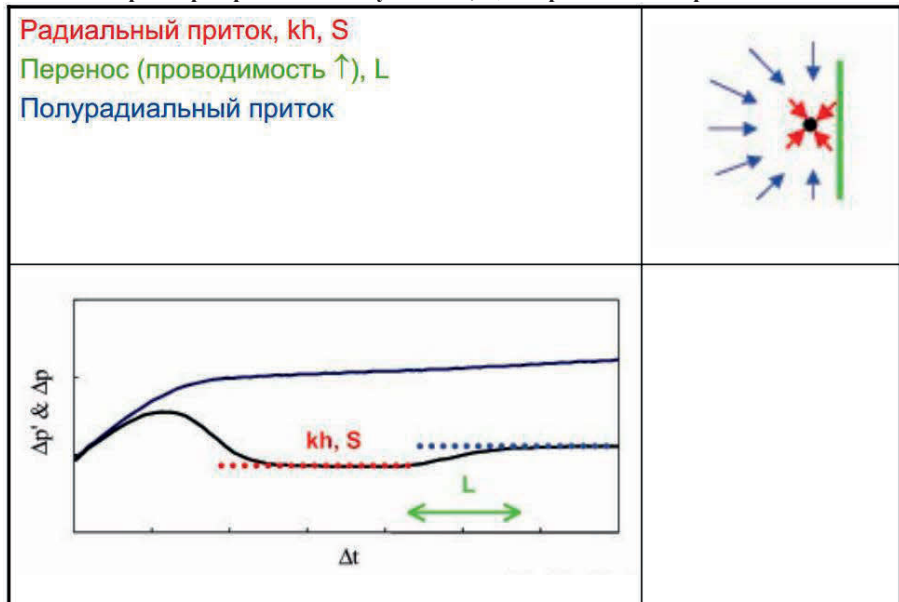 Радиальный приток, kh, S
Перенос (проводимость ↑), L
Полурадиальный приток
Δp' & Δp
kh, S
L
Δt